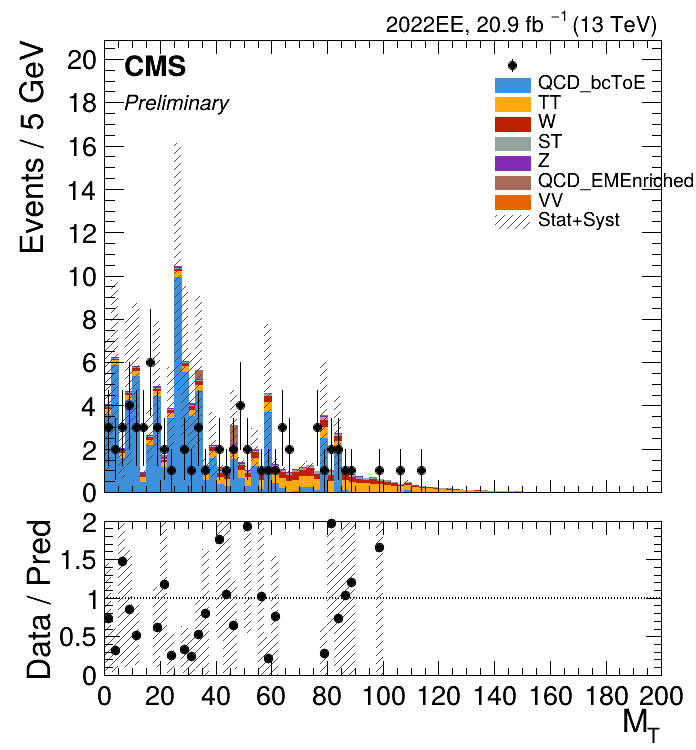 2022EE, 20.9 fb⁻¹ (13 TeV)
CMS
Preliminary
QCD_bcToE
TT
W
ST
Z
QCD_EMEnriched
VV
Stat+Syst
Events / 5 GeV
20
18
16
14
12
10
8
6
4
2
0
Data / Pred
2
1.5
1
0.5
0
0 20 40 60 80 100 120 140 160 180 200
M_T